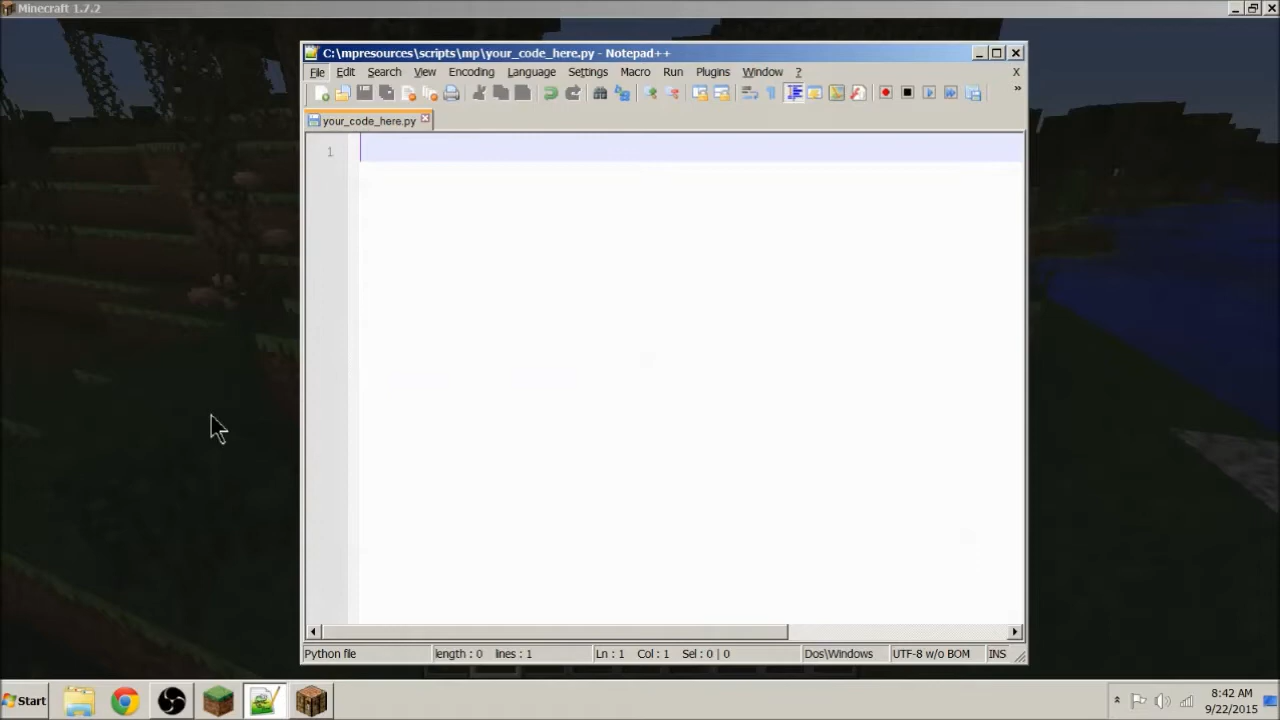 Minecraft 1.7.2
C:\mpresources\scripts\mp\your_code_here.py - Notepad++
File Edit Search View Encoding Language Settings Macro Run Plugins Window ? X
your_code_here.py
1
Python file length : 0 lines : 1 Ln : 1 Col : 1 Sel : 0 | 0 Dos\Windows UTF-8 w/o BOM INS
Start
8:42 AM
9/22/2015